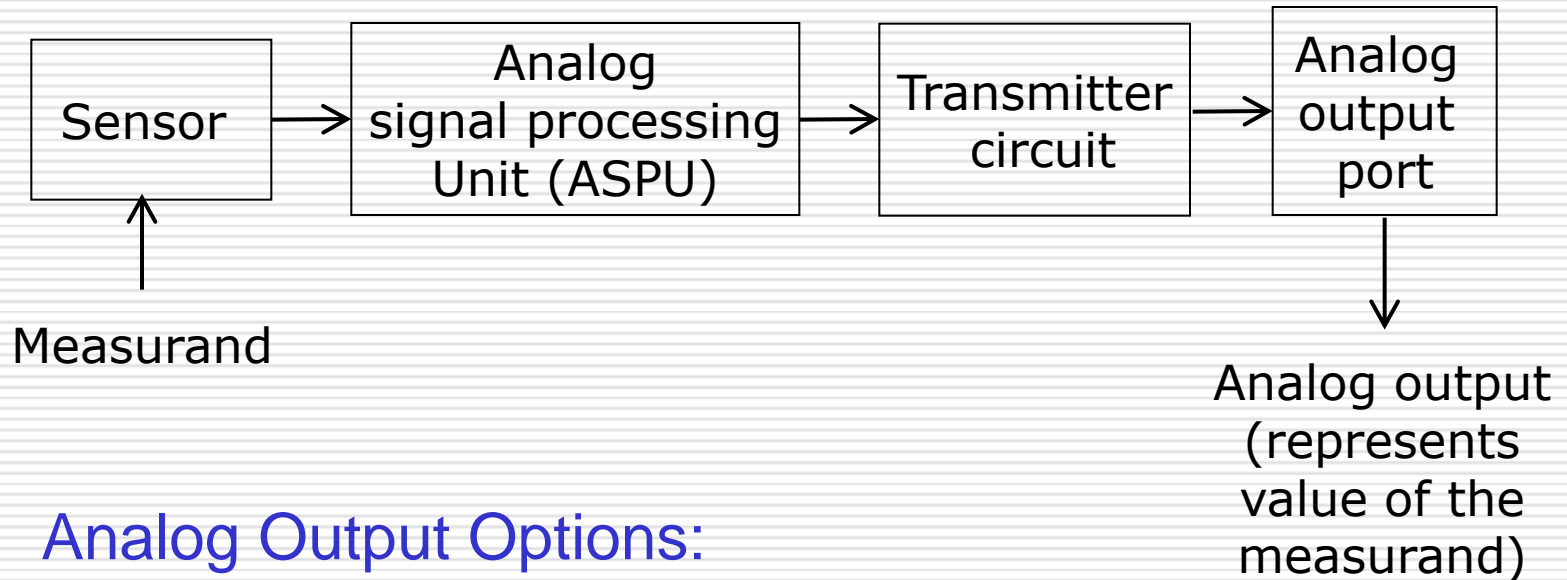 Sensor
Analog
signal processing
Unit (ASPU)
Transmitter
circuit
Analog
output
port
Measurand
Analog output
(represents
value of the
measurand)
Analog Output Options: